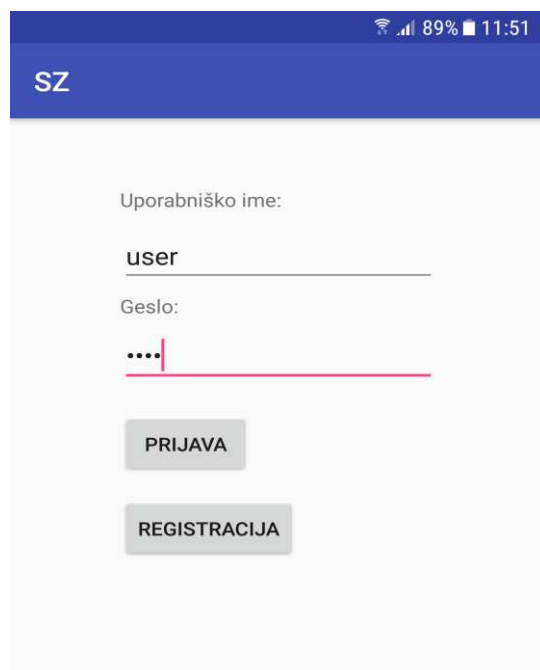 89% 11:51
SZ
Uporabniško ime:
user
Geslo:
••••
PRIJAVA
REGISTRACIJA